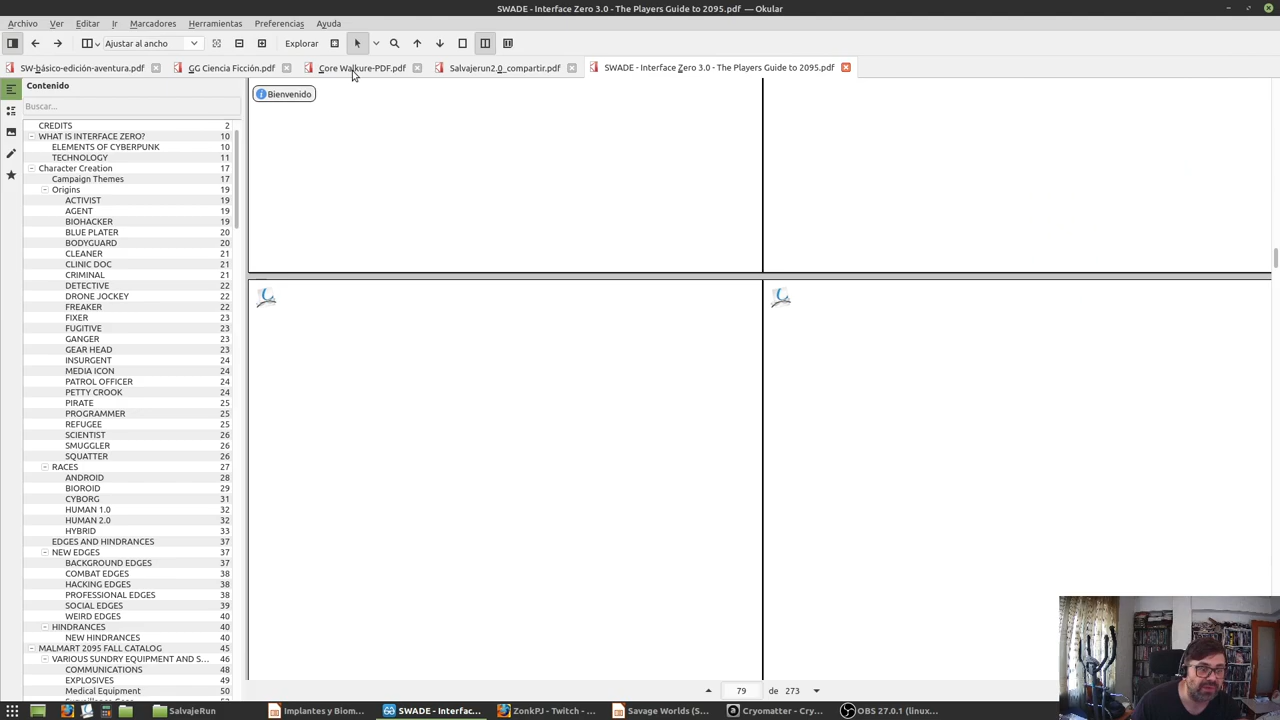 SWADE - Interface Zero 3.0 - The Players Guide to 2095.pdf — Okular
Archivo Ver Editar Ir Marcadores Herramientas Preferencias Ayuda
Ajustar al ancho Explorar
SW-básico-edición-aventura.pdf GG Ciencia Ficción.pdf Core Walkure-PDF.pdf Salvajerun2.0_compartir.pdf SWADE - Interface Zero 3.0 - The Players Guide to 2095.pdf
Contenido
Bienvenido
Buscar...
CREDITS 2
WHAT IS INTERFACE ZERO? 10
ELEMENTS OF CYBERPUNK 10
TECHNOLOGY 11
Character Creation 17
Campaign Themes 17
Origins 19
ACTIVIST 19
AGENT 19
BIOHACKER 19
BLUE PLATER 20
BODYGUARD 20
CLEANER 21
CLINIC DOC 21
CRIMINAL 21
DETECTIVE 22
DRONE JOCKEY 22
FREAKER 22
FIXER 23
FUGITIVE 23
GANGER 23
GEAR HEAD 23
INSURGENT 24
MEDIA ICON 24
PATROL OFFICER 24
PETTY CROOK 24
PIRATE 25
PROGRAMMER 25
REFUGEE 25
SCIENTIST 26
SMUGGLER 26
SQUATTER 26
RACES 27
ANDROID 28
BIOROID 29
CYBORG 31
HUMAN 1.0 32
HUMAN 2.0 32
HYBRID 33
EDGES AND HINDRANCES 37
NEW EDGES 37
BACKGROUND EDGES 37
COMBAT EDGES 38
HACKING EDGES 38
PROFESSIONAL EDGES 38
SOCIAL EDGES 39
WEIRD EDGES 40
HINDRANCES 40
NEW HINDRANCES 40
MALMART 2095 FALL CATALOG 45
VARIOUS SUNDRY EQUIPMENT AND S... 46
COMMUNICATIONS 48
EXPLOSIVES 49
Medical Equipment 50
79 de 273
SalvajeRun Implantes y Biom... SWADE - Interfac... ZonkPJ - Twitch - ... Savage Worlds (S... Cryomatter - Cry... OBS 27.0.1 (linux...